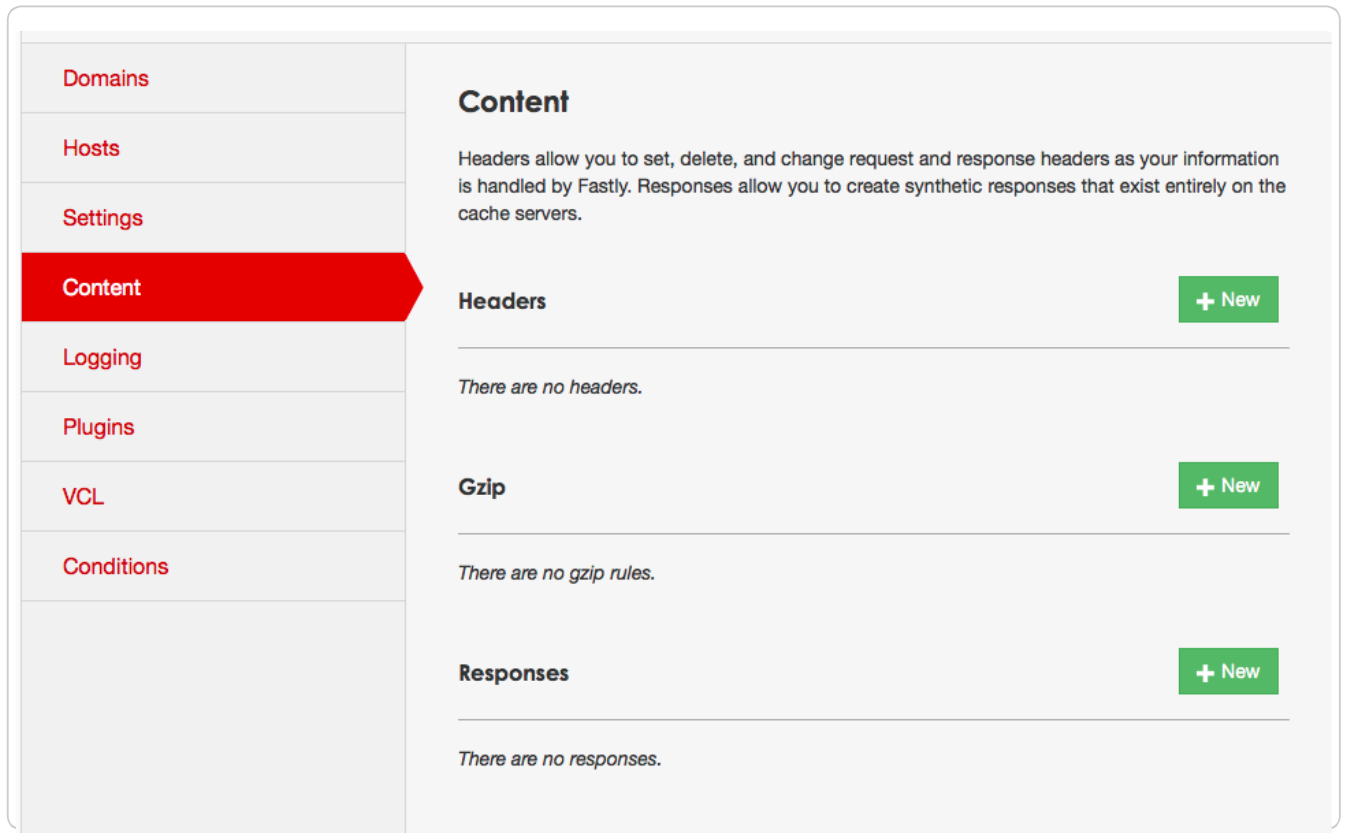 Domains
Hosts
Settings
Content
Logging
Plugins
VCL
Conditions
Content
Headers allow you to set, delete, and change request and response headers as your information
is handled by Fastly. Responses allow you to create synthetic responses that exist entirely on the
cache servers.
Headers
+ New
There are no headers.
Gzip
+ New
There are no gzip rules.
Responses
+ New
There are no responses.